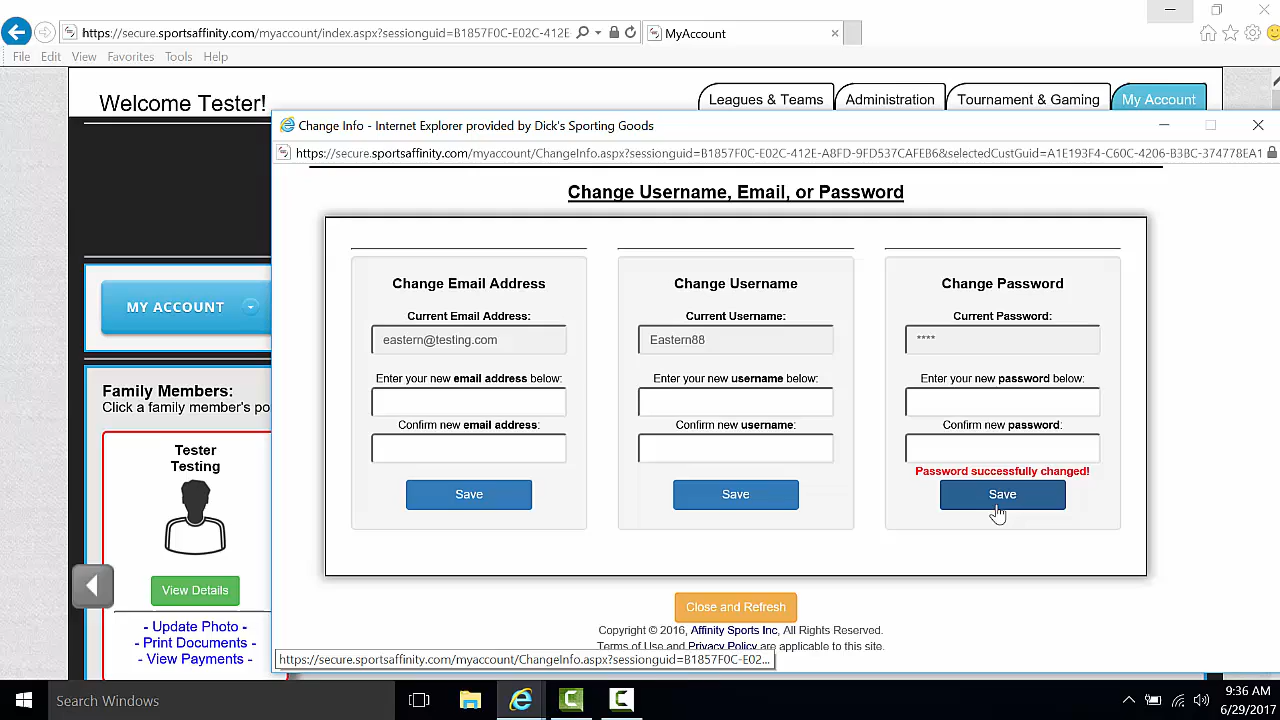 https://secure.sportsaffinity.com/myaccount/index.aspx?sessionguid=B1857F0C-E02C-412E
MyAccount
File Edit View Favorites Tools Help
Welcome Tester!
Leagues & Teams
Administration
Tournament & Gaming
My Account
Change Info - Internet Explorer provided by Dick's Sporting Goods
https://secure.sportsaffinity.com/myaccount/ChangeInfo.aspx?sessionguid=B1857F0C-E02C-412E-A8FD-9FD537CAFEB6&selectedCustGuid=A1E193F4-C60C-4206-B3BC-374778EA1
Change Username, Email, or Password
Change Email Address
Current Email Address:
eastern@testing.com
Enter your new email address below:
Confirm new email address:
Save
Change Username
Current Username:
Eastern88
Enter your new username below:
Confirm new username:
Save
Change Password
Current Password:
****
Enter your new password below:
Confirm new password:
Password successfully changed!
Save
Close and Refresh
Copyright © 2016, Affinity Sports Inc, All Rights Reserved.
Terms of Use and Privacy Policy are applicable to this site.
MY ACCOUNT
Family Members:
Click a family member's po
Tester
Testing
View Details
- Update Photo -
- Print Documents -
- View Payments -
https://secure.sportsaffinity.com/myaccount/ChangeInfo.aspx?sessionguid=B1857F0C-E02...
Search Windows
9:36 AM
6/29/2017